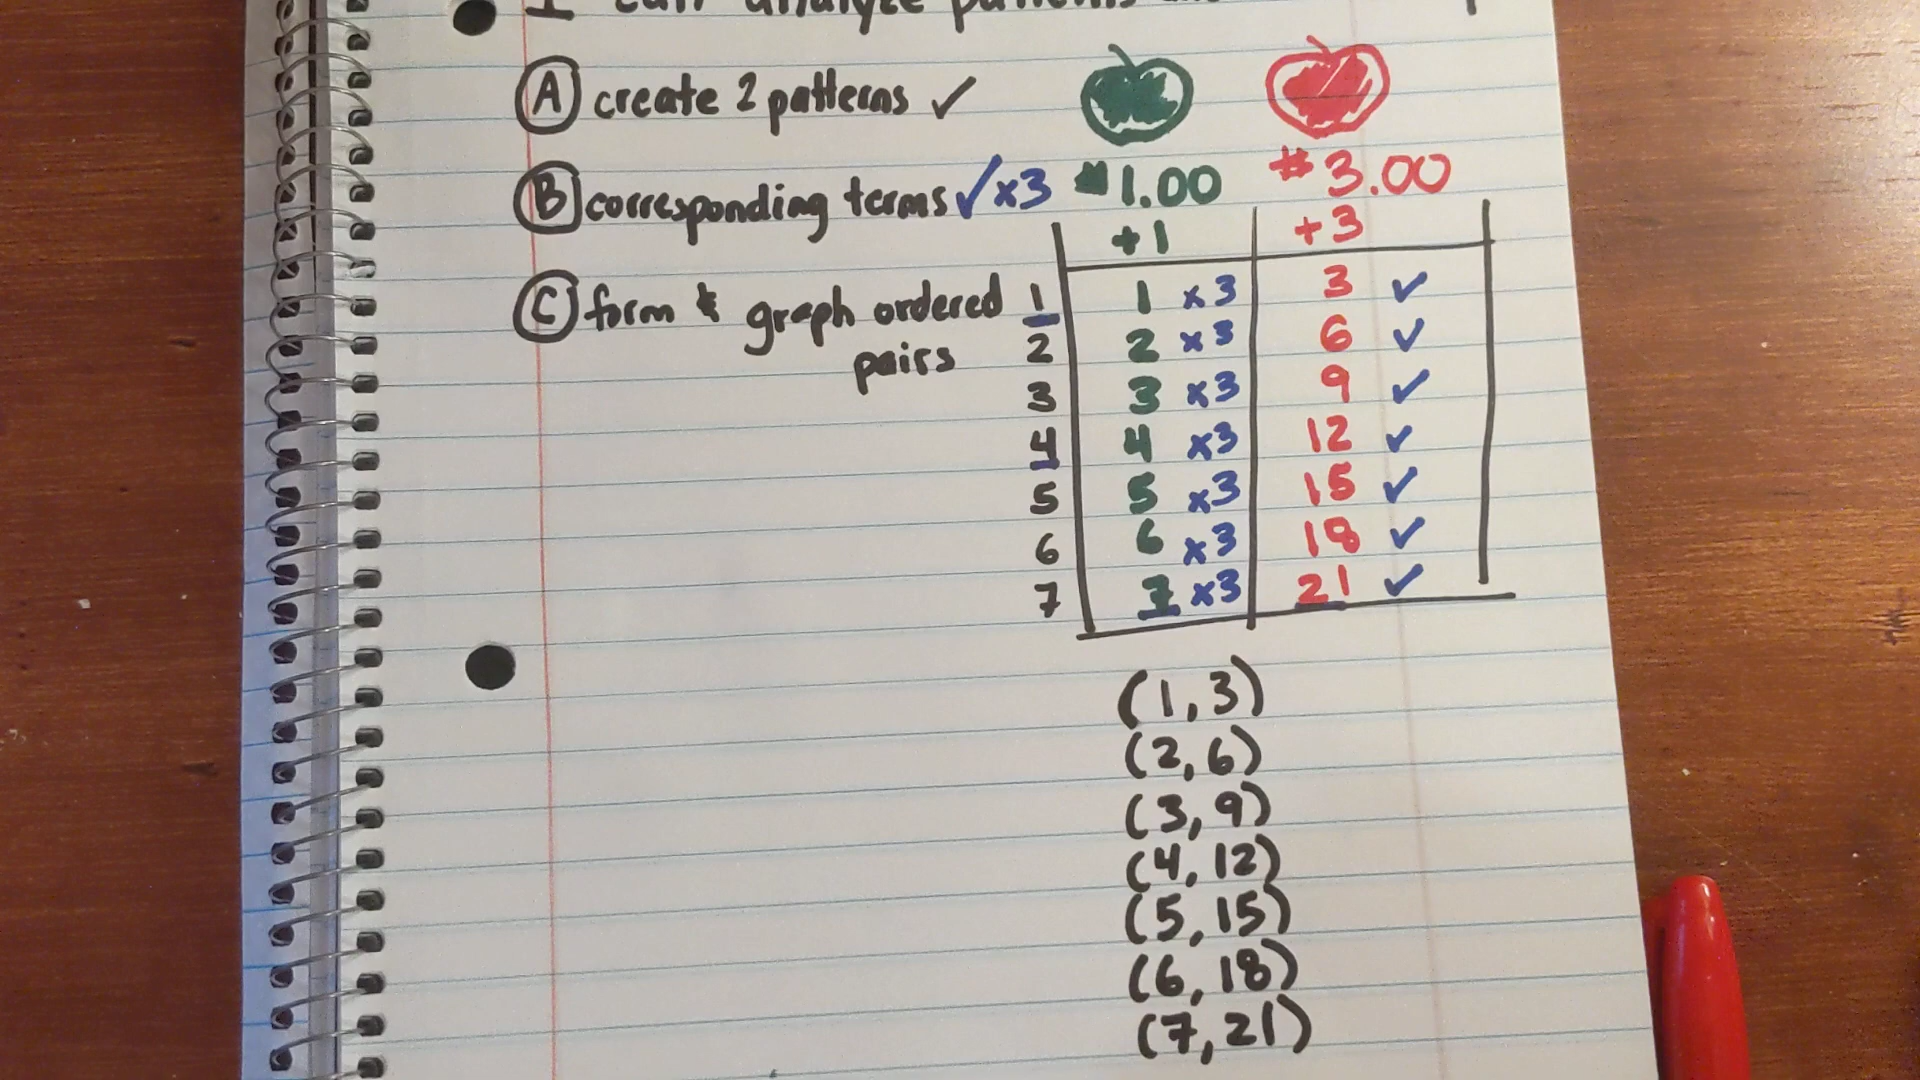 I can analyze patterns
A create 2 patterns ✓
B corresponding terms ✓ x3
C form & graph ordered
pairs
$1.00 $3.00
+1 +3
1 1 x3 3 ✓
2 2 x3 6 ✓
3 3 x3 9 ✓
4 4 x3 12 ✓
5 5 x3 15 ✓
6 6 x3 18 ✓
7 7 x3 21 ✓
(1,3)
(2,6)
(3,9)
(4,12)
(5,15)
(6,18)
(7,21)